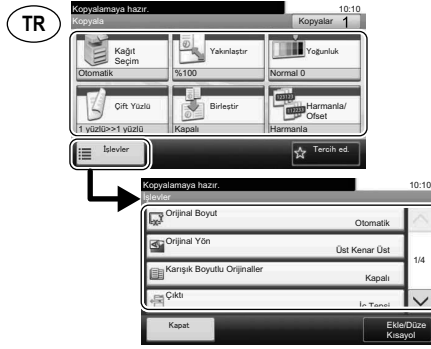 TR
Kopyalamaya hazır. 10:10
Kopyala Kopyalar 1
Kağıt
Seçim
Otomatik
Yakınlaştır
%100
Yoğunluk
Normal 0
Çift Yüzlü
1 yüzlü>>1 yüzlü
Birleştir
Kapalı
Harmanla/
Ofset
Harmanla
İşlevler
Tercih ed.
Kopyalamaya hazır. 10:10
İşlevler
Orijinal Boyut
Otomatik
Orijinal Yön
Üst Kenar Üst
1/4
Karışık Boyutlu Orijinaller
Kapalı
Çıktı
İç Tepsi
Kapat
Ekle/Düze
Kısayol